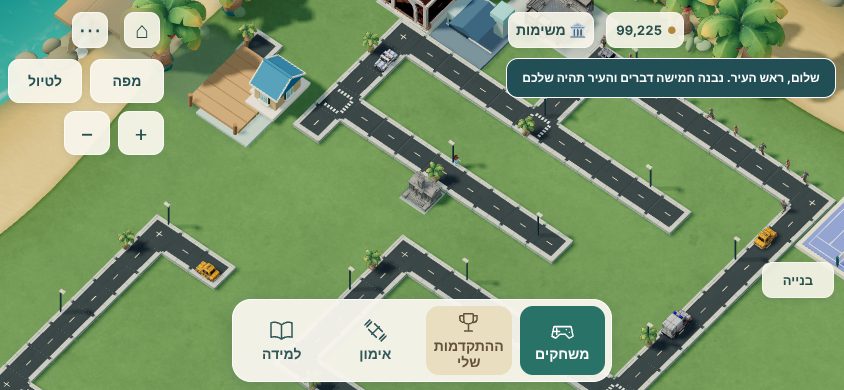 99,225
משימות
שלום, ראש העיר. נבנה חמישה דברים והעיר תהיה שלכם
מפה
לטיול
+
−
בנייה
משחקים
ההתקדמות
שלי
אימון
למידה